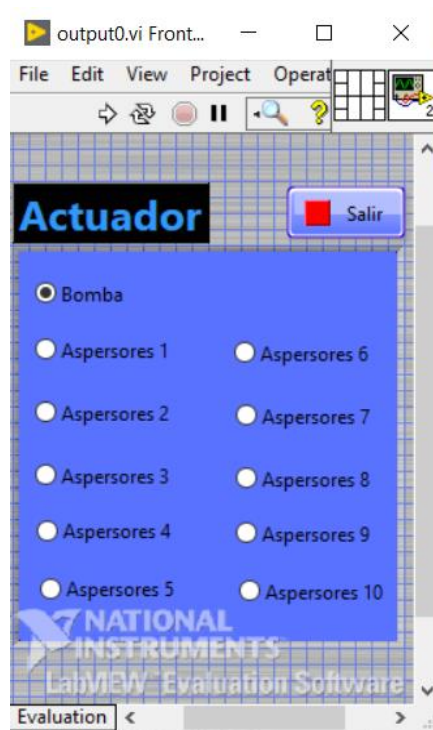 output0.vi Front...
File Edit View Project Operat
2
Actuador
Salir
Bomba
Aspersores 1
Aspersores 6
Aspersores 2
Aspersores 7
Aspersores 3
Aspersores 8
Aspersores 4
Aspersores 9
Aspersores 5
Aspersores 10
NATIONAL
INSTRUMENTS
LabVIEW Evaluation Software
Evaluation